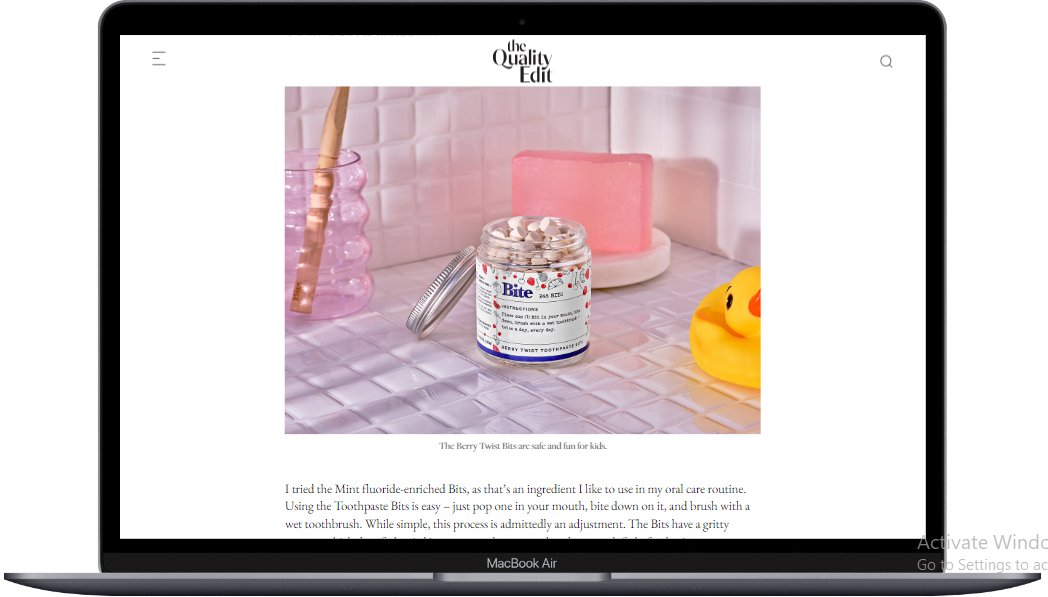 the
Quality
Edit
Bite 248 BITS
INSTRUCTIONS
Place one (1) Bit in your mouth, bite
down, brush with a wet toothbrush -
twice a day, every day.
BERRY TWIST TOOTHPASTE BITS
The Berry Twist Bits are safe and fun for kids.
I tried the Mint fluoride-enriched Bits, as that's an ingredient I like to use in my oral care routine.
Using the Toothpaste Bits is easy – just pop one in your mouth, bite down on it, and brush with a
wet toothbrush. While simple, this process is admittedly an adjustment. The Bits have a gritty
MacBook Air
Activate Windo
Go to Settings to ac